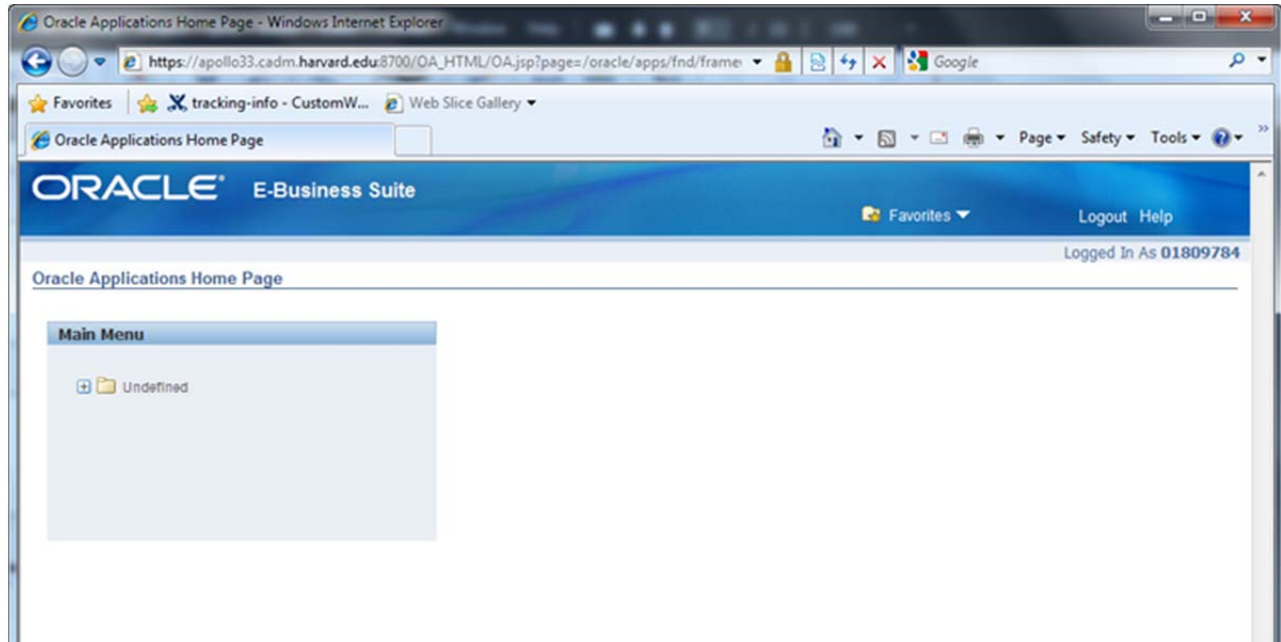 Oracle Applications Home Page - Windows Internet Explorer
https://apollo33.cadm.harvard.edu:8700/OA_HTML/OA.jsp?page=/oracle/apps/fnd/framew
Google
Favorites
tracking-info - CustomW...
Web Slice Gallery
Oracle Applications Home Page
Page Safety Tools
ORACLE® E-Business Suite
Favorites Logout Help
Logged In As 01809784
Oracle Applications Home Page
Main Menu
Undefined